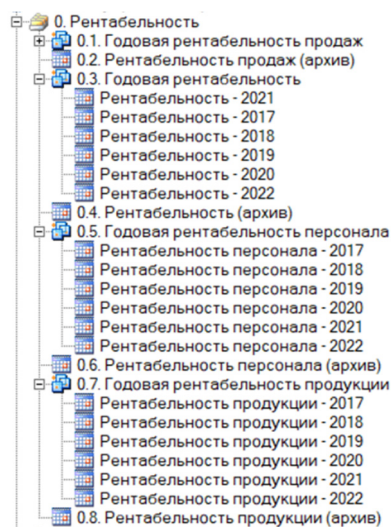 0. Рентабельность
0.1. Годовая рентабельность продаж
0.2. Рентабельность продаж (архив)
0.3. Годовая рентабельность
Рентабельность - 2021
Рентабельность - 2017
Рентабельность - 2018
Рентабельность - 2019
Рентабельность - 2020
Рентабельность - 2022
0.4. Рентабельность (архив)
0.5. Годовая рентабельность персонала
Рентабельность персонала - 2017
Рентабельность персонала - 2018
Рентабельность персонала - 2019
Рентабельность персонала - 2020
Рентабельность персонала - 2021
Рентабельность персонала - 2022
0.6. Рентабельность персонала (архив)
0.7. Годовая рентабельность продукции
Рентабельность продукции - 2017
Рентабельность продукции - 2018
Рентабельность продукции - 2019
Рентабельность продукции - 2020
Рентабельность продукции - 2021
Рентабельность продукции - 2022
0.8. Рентабельность продукции (архив)